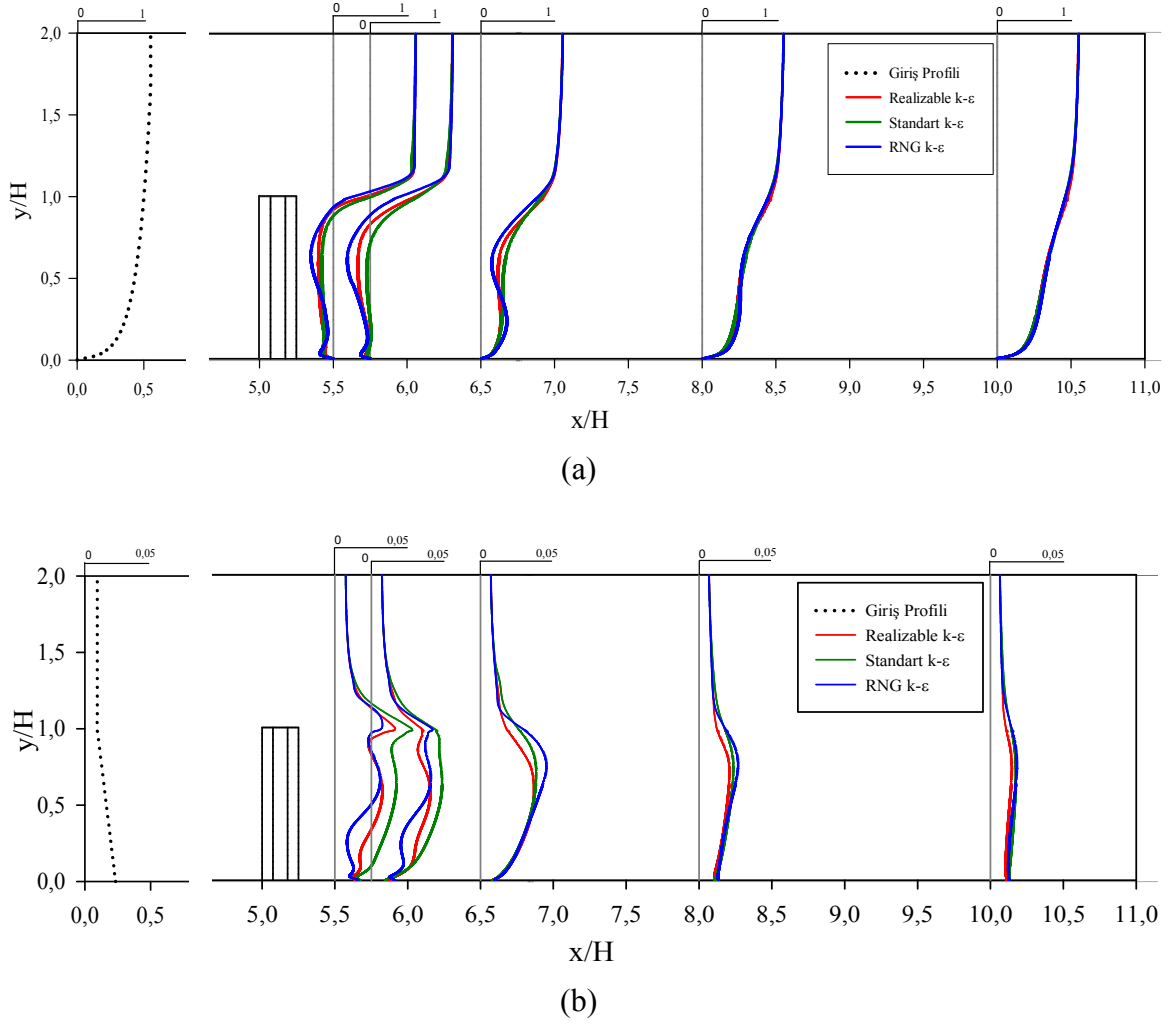 0 1
0 1
0 1
0 1
0 1
0 1
2,0
1,5
1,0
0,5
0,0
y/H
Giriş Profili
Realizable k-ε
Standart k-ε
RNG k-ε
0,0 0,5
5,0 5,5 6,0 6,5 7,0 7,5 8,0 8,5 9,0 9,5 10,0 10,5 11,0
x/H
(a)
0 0,05
0 0,05
0 0,05
0 0,05
0 0,05
0 0,05
2,0
1,5
1,0
0,5
0,0
y/H
Giriş Profili
Realizable k-ε
Standart k-ε
RNG k-ε
0,0 0,5
5,0 5,5 6,0 6,5 7,0 7,5 8,0 8,5 9,0 9,5 10,0 10,5 11,0
x/H
(b)